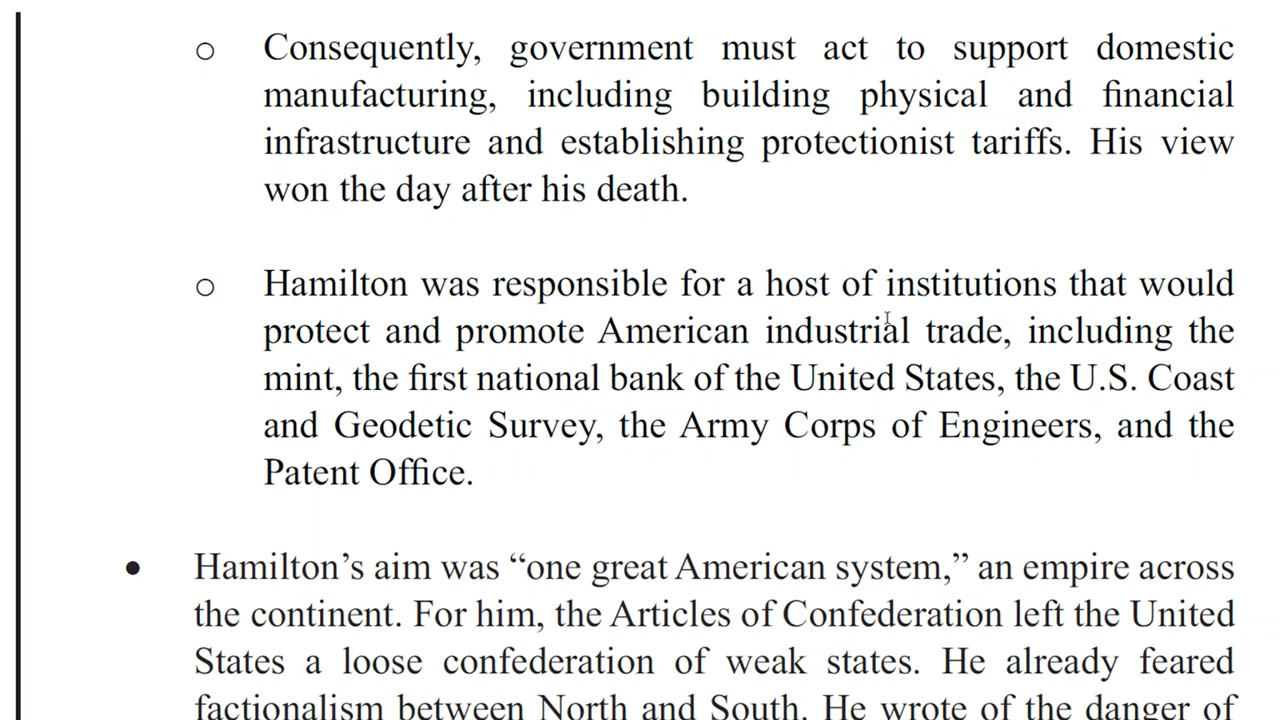 ○ Consequently, government must act to support domestic
manufacturing, including building physical and financial
infrastructure and establishing protectionist tariffs. His view
won the day after his death.
○ Hamilton was responsible for a host of institutions that would
protect and promote American industrial trade, including the
mint, the first national bank of the United States, the U.S. Coast
and Geodetic Survey, the Army Corps of Engineers, and the
Patent Office.
• Hamilton’s aim was “one great American system,” an empire across
the continent. For him, the Articles of Confederation left the United
States a loose confederation of weak states. He already feared
factionalism between North and South. He wrote of the danger of